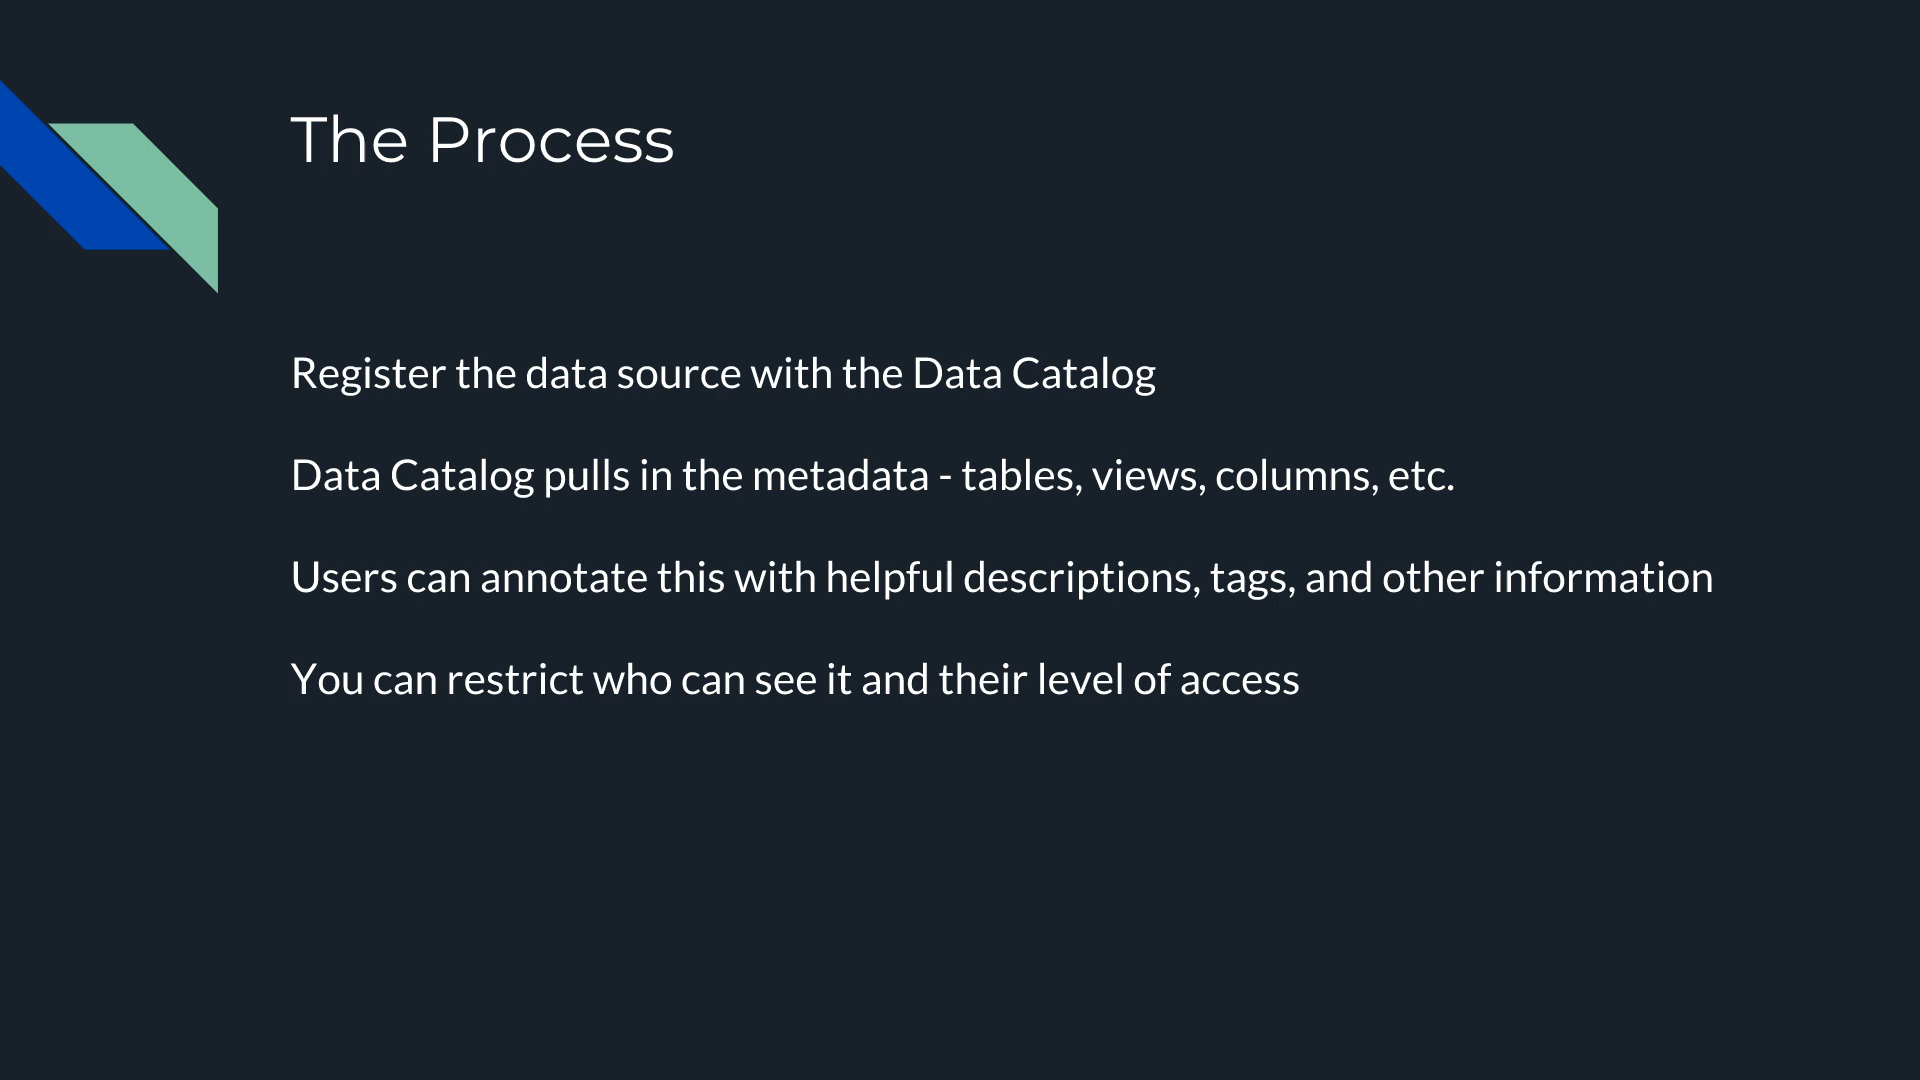 The Process
Register the data source with the Data Catalog
Data Catalog pulls in the metadata - tables, views, columns, etc.
Users can annotate this with helpful descriptions, tags, and other information
You can restrict who can see it and their level of access